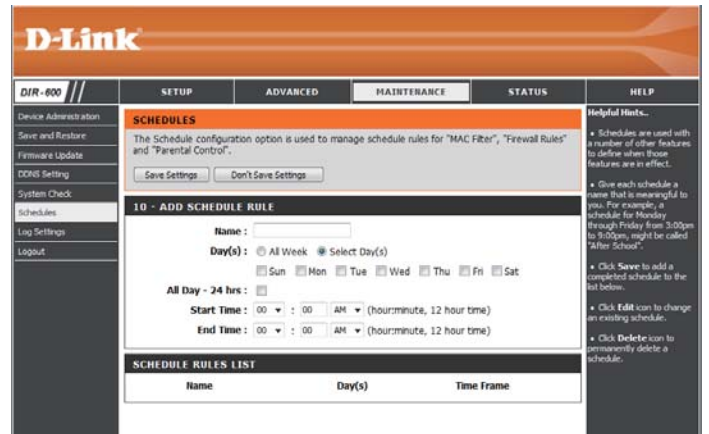 D-Link
DIR-600
SETUP
ADVANCED
MAINTENANCE
STATUS
HELP
Device Administration
Save and Restore
Firmware Update
DDNS Setting
System Check
Schedules
Log Settings
Logout
SCHEDULES
The Schedule configuration option is used to manage schedule rules for "MAC Filter", "Firewall Rules"
and "Parental Control".
Save Settings Don't Save Settings
10 - ADD SCHEDULE RULE
Name :
Day(s) : All Week Select Day(s)
Sun Mon Tue Wed Thu Fri Sat
All Day - 24 hrs :
Start Time : 00 : 00 AM (hour:minute, 12 hour time)
End Time : 00 : 00 AM (hour:minute, 12 hour time)
SCHEDULE RULES LIST
Name Day(s) Time Frame
Helpful Hints..
• Schedules are used with
a number of other features
to define when those
features are in effect.
• Give each schedule a
name that is meaningful to
you. For example, a
schedule for Monday
through Friday from 3:00pm
to 9:00pm, might be called
"After School".
• Click Save to add a
completed schedule to the
list below.
• Click Edit icon to change
an existing schedule.
• Click Delete icon to
permanently delete a
schedule.